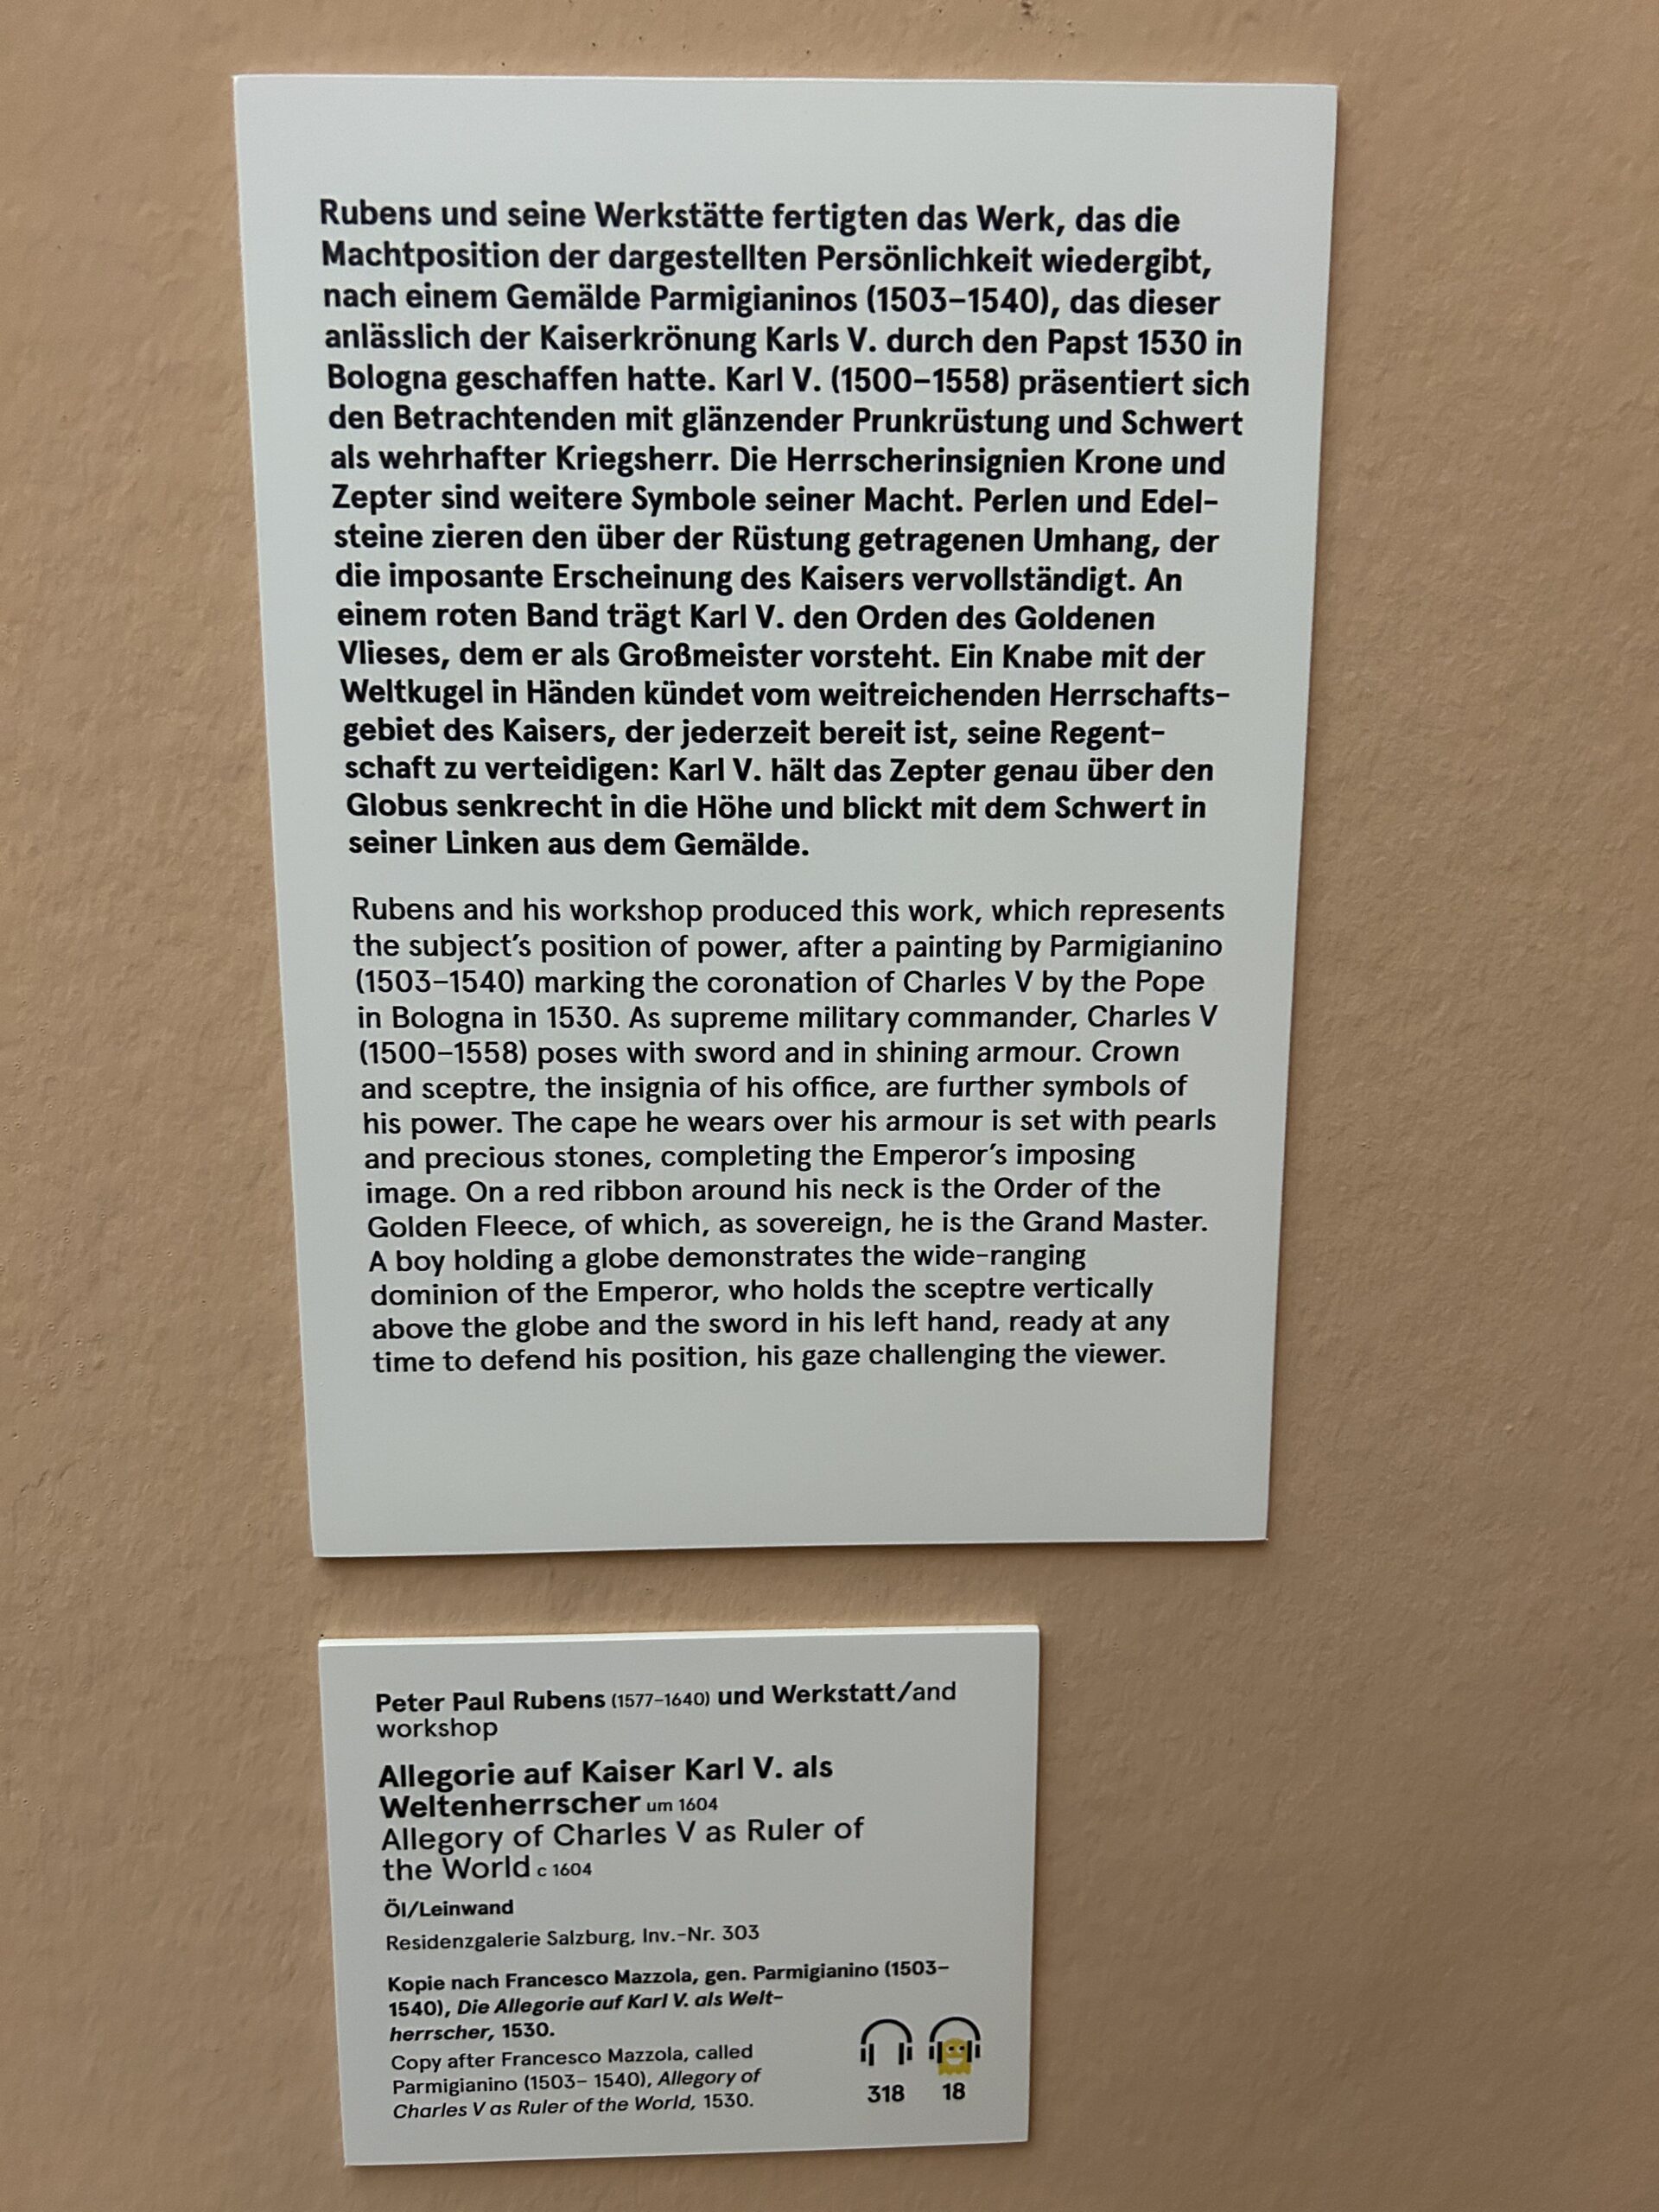 Rubens und seine Werkstätte fertigten das Werk, das die
Machtposition der dargestellten Persönlichkeit wiedergibt,
nach einem Gemälde Parmigianinos (1503–1540), das dieser
anlässlich der Kaiserkrönung Karls V. durch den Papst 1530 in
Bologna geschaffen hatte. Karl V. (1500–1558) präsentiert sich
den Betrachtenden mit glänzender Prunkrüstung und Schwert
als wehrhafter Kriegsherr. Die Herrscherinsignien Krone und
Zepter sind weitere Symbole seiner Macht. Perlen und Edel-
steine zieren den über der Rüstung getragenen Umhang, der
die imposante Erscheinung des Kaisers vervollständigt. An
einem roten Band trägt Karl V. den Orden des Goldenen
Vlieses, dem er als Großmeister vorsteht. Ein Knabe mit der
Weltkugel in Händen kündet vom weitreichenden Herrschafts-
gebiet des Kaisers, der jederzeit bereit ist, seine Regent-
schaft zu verteidigen: Karl V. hält das Zepter genau über den
Globus senkrecht in die Höhe und blickt mit dem Schwert in
seiner Linken aus dem Gemälde.
Rubens and his workshop produced this work, which represents
the subject's position of power, after a painting by Parmigianino
(1503–1540) marking the coronation of Charles V by the Pope
in Bologna in 1530. As supreme military commander, Charles V
(1500–1558) poses with sword and in shining armour. Crown
and sceptre, the insignia of his office, are further symbols of
his power. The cape he wears over his armour is set with pearls
and precious stones, completing the Emperor's imposing
image. On a red ribbon around his neck is the Order of the
Golden Fleece, of which, as sovereign, he is the Grand Master.
A boy holding a globe demonstrates the wide-ranging
dominion of the Emperor, who holds the sceptre vertically
above the globe and the sword in his left hand, ready at any
time to defend his position, his gaze challenging the viewer.
Peter Paul Rubens (1577–1640) und Werkstatt/and
workshop
Allegorie auf Kaiser Karl V. als
Weltenherrscher um 1604
Allegory of Charles V as Ruler of
the World c 1604
Öl/Leinwand
Residenzgalerie Salzburg, Inv.-Nr. 303
Kopie nach Francesco Mazzola, gen. Parmigianino (1503–
1540), Die Allegorie auf Karl V. als Welt-
herrscher, 1530.
Copy after Francesco Mazzola, called
Parmigianino (1503– 1540), Allegory of
Charles V as Ruler of the World, 1530.
318 18